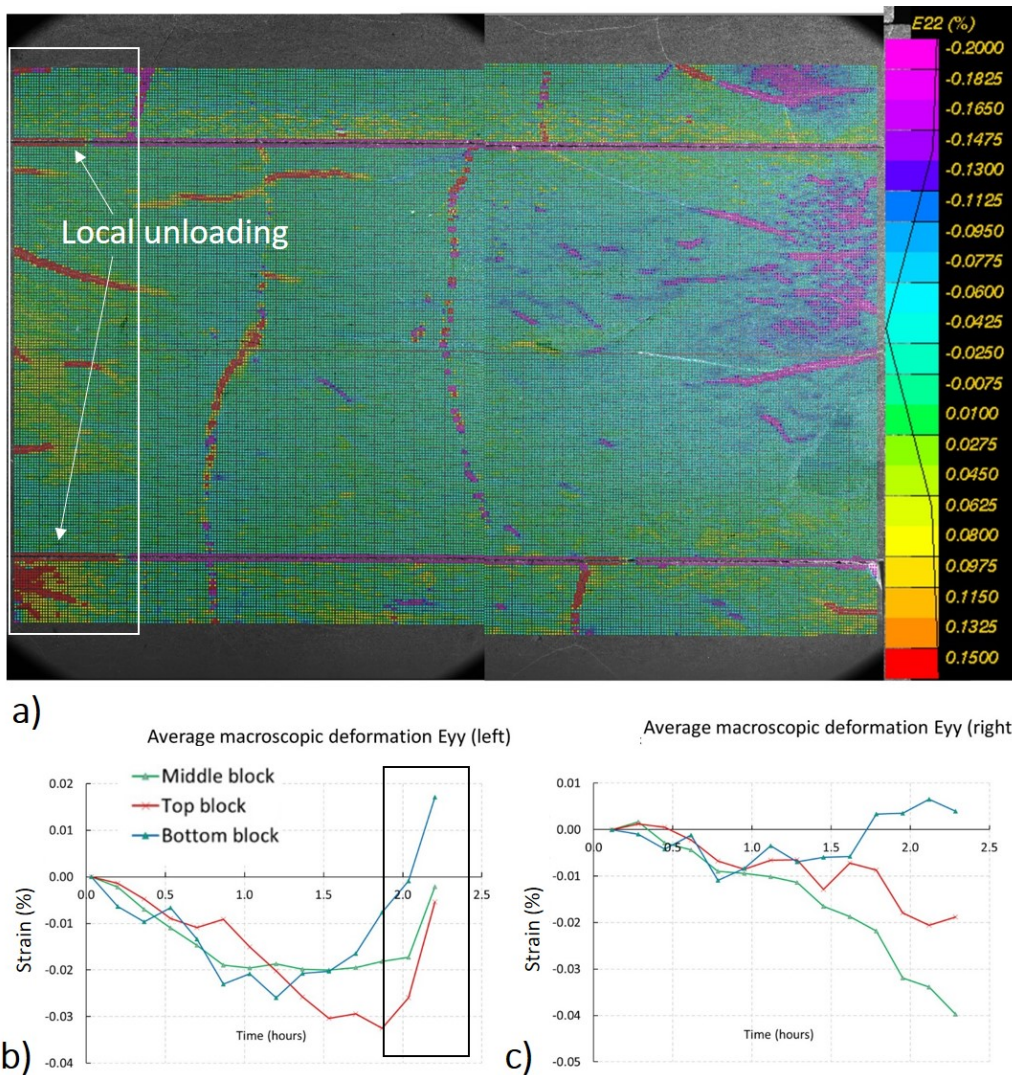 E22 (%)
-0.2000
-0.1825
-0.1650
-0.1475
-0.1300
-0.1125
-0.0950
-0.0775
-0.0600
-0.0425
-0.0250
-0.0075
0.0100
0.0275
0.0450
0.0625
0.0800
0.0975
0.1150
0.1325
0.1500
Local unloading
a)
Average macroscopic deformation Eyy (left)
Middle block
Top block
Bottom block
0.02
0.01
0.00
-0.01
-0.02
-0.03
-0.04
0.0 0.5 1.0 1.5 2.0 2.5
Strain (%)
Time (hours)
b)
Average macroscopic deformation Eyy (right
0.01
0.00
-0.01
-0.02
-0.03
-0.04
-0.05
0.0 0.5 1.0 1.5 2.0 2.5
Strain (%)
Time (hours)
c)